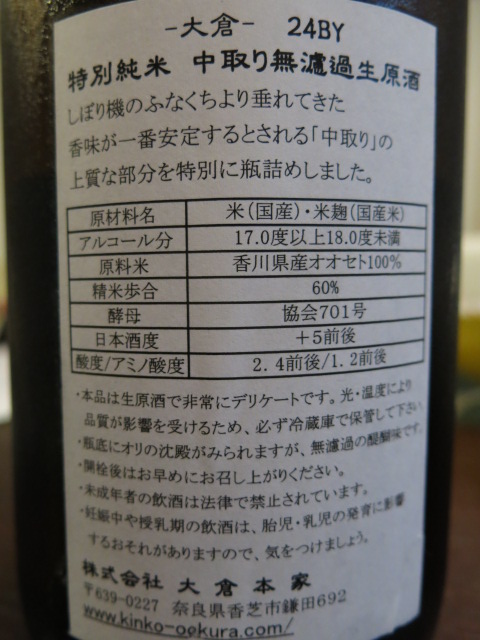 -大倉- 24BY
特別純米 中取り無濾過生原酒
しぼり機のふなくちより垂れてきた
香味が一番安定するとされる「中取り」の
上質な部分を特別に瓶詰めしました。
原材料名 米(国産)・米麹(国産米)
アルコール分 17.0度以上18.0度未満
原料米 香川県産オオセト100%
精米歩合 60%
酵母 協会701号
日本酒度 +5前後
酸度/アミノ酸度 2.4前後/1.2前後
・本品は生原酒で非常にデリケートです。光・温度により
品質が影響を受けるため、必ず冷蔵庫で保管して下さい。
・瓶底にオリの沈殿がみられますが、無濾過の醍醐味です。
・開栓後はお早めにお召し上がりください。
・未成年者の飲酒は法律で禁止されています。
・妊娠中や授乳期の飲酒は、胎児・乳児の発育に影響
するおそれがありますので、気をつけましょう。
株式会社 大倉本家
〒639-0227 奈良県香芝市鎌田692
www.kinko-ookura.com/